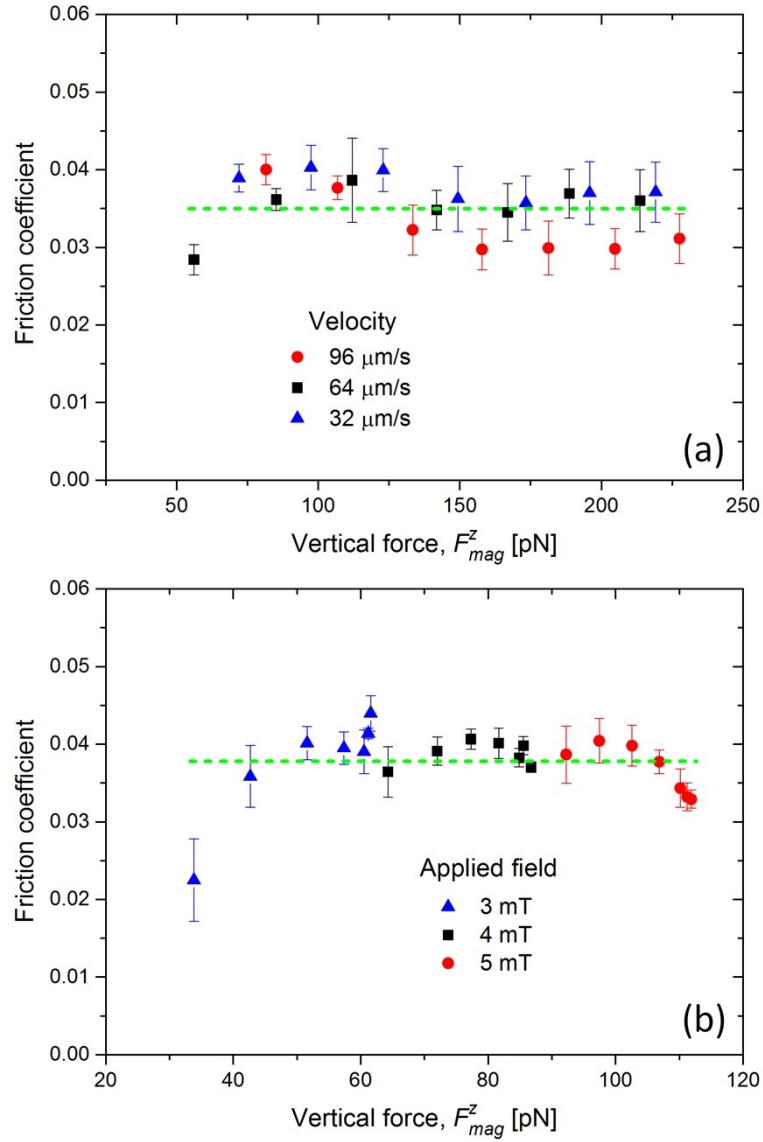 0.06
0.05
0.04
0.03
0.02
0.01
0.00
Friction coefficient
Velocity
96 μm/s
64 μm/s
32 μm/s
(a)
50 100 150 200 250
Vertical force, F^z_mag [pN]
0.06
0.05
0.04
0.03
0.02
0.01
0.00
Friction coefficient
Applied field
3 mT
4 mT
5 mT
(b)
20 40 60 80 100 120
Vertical force, F^z_mag [pN]